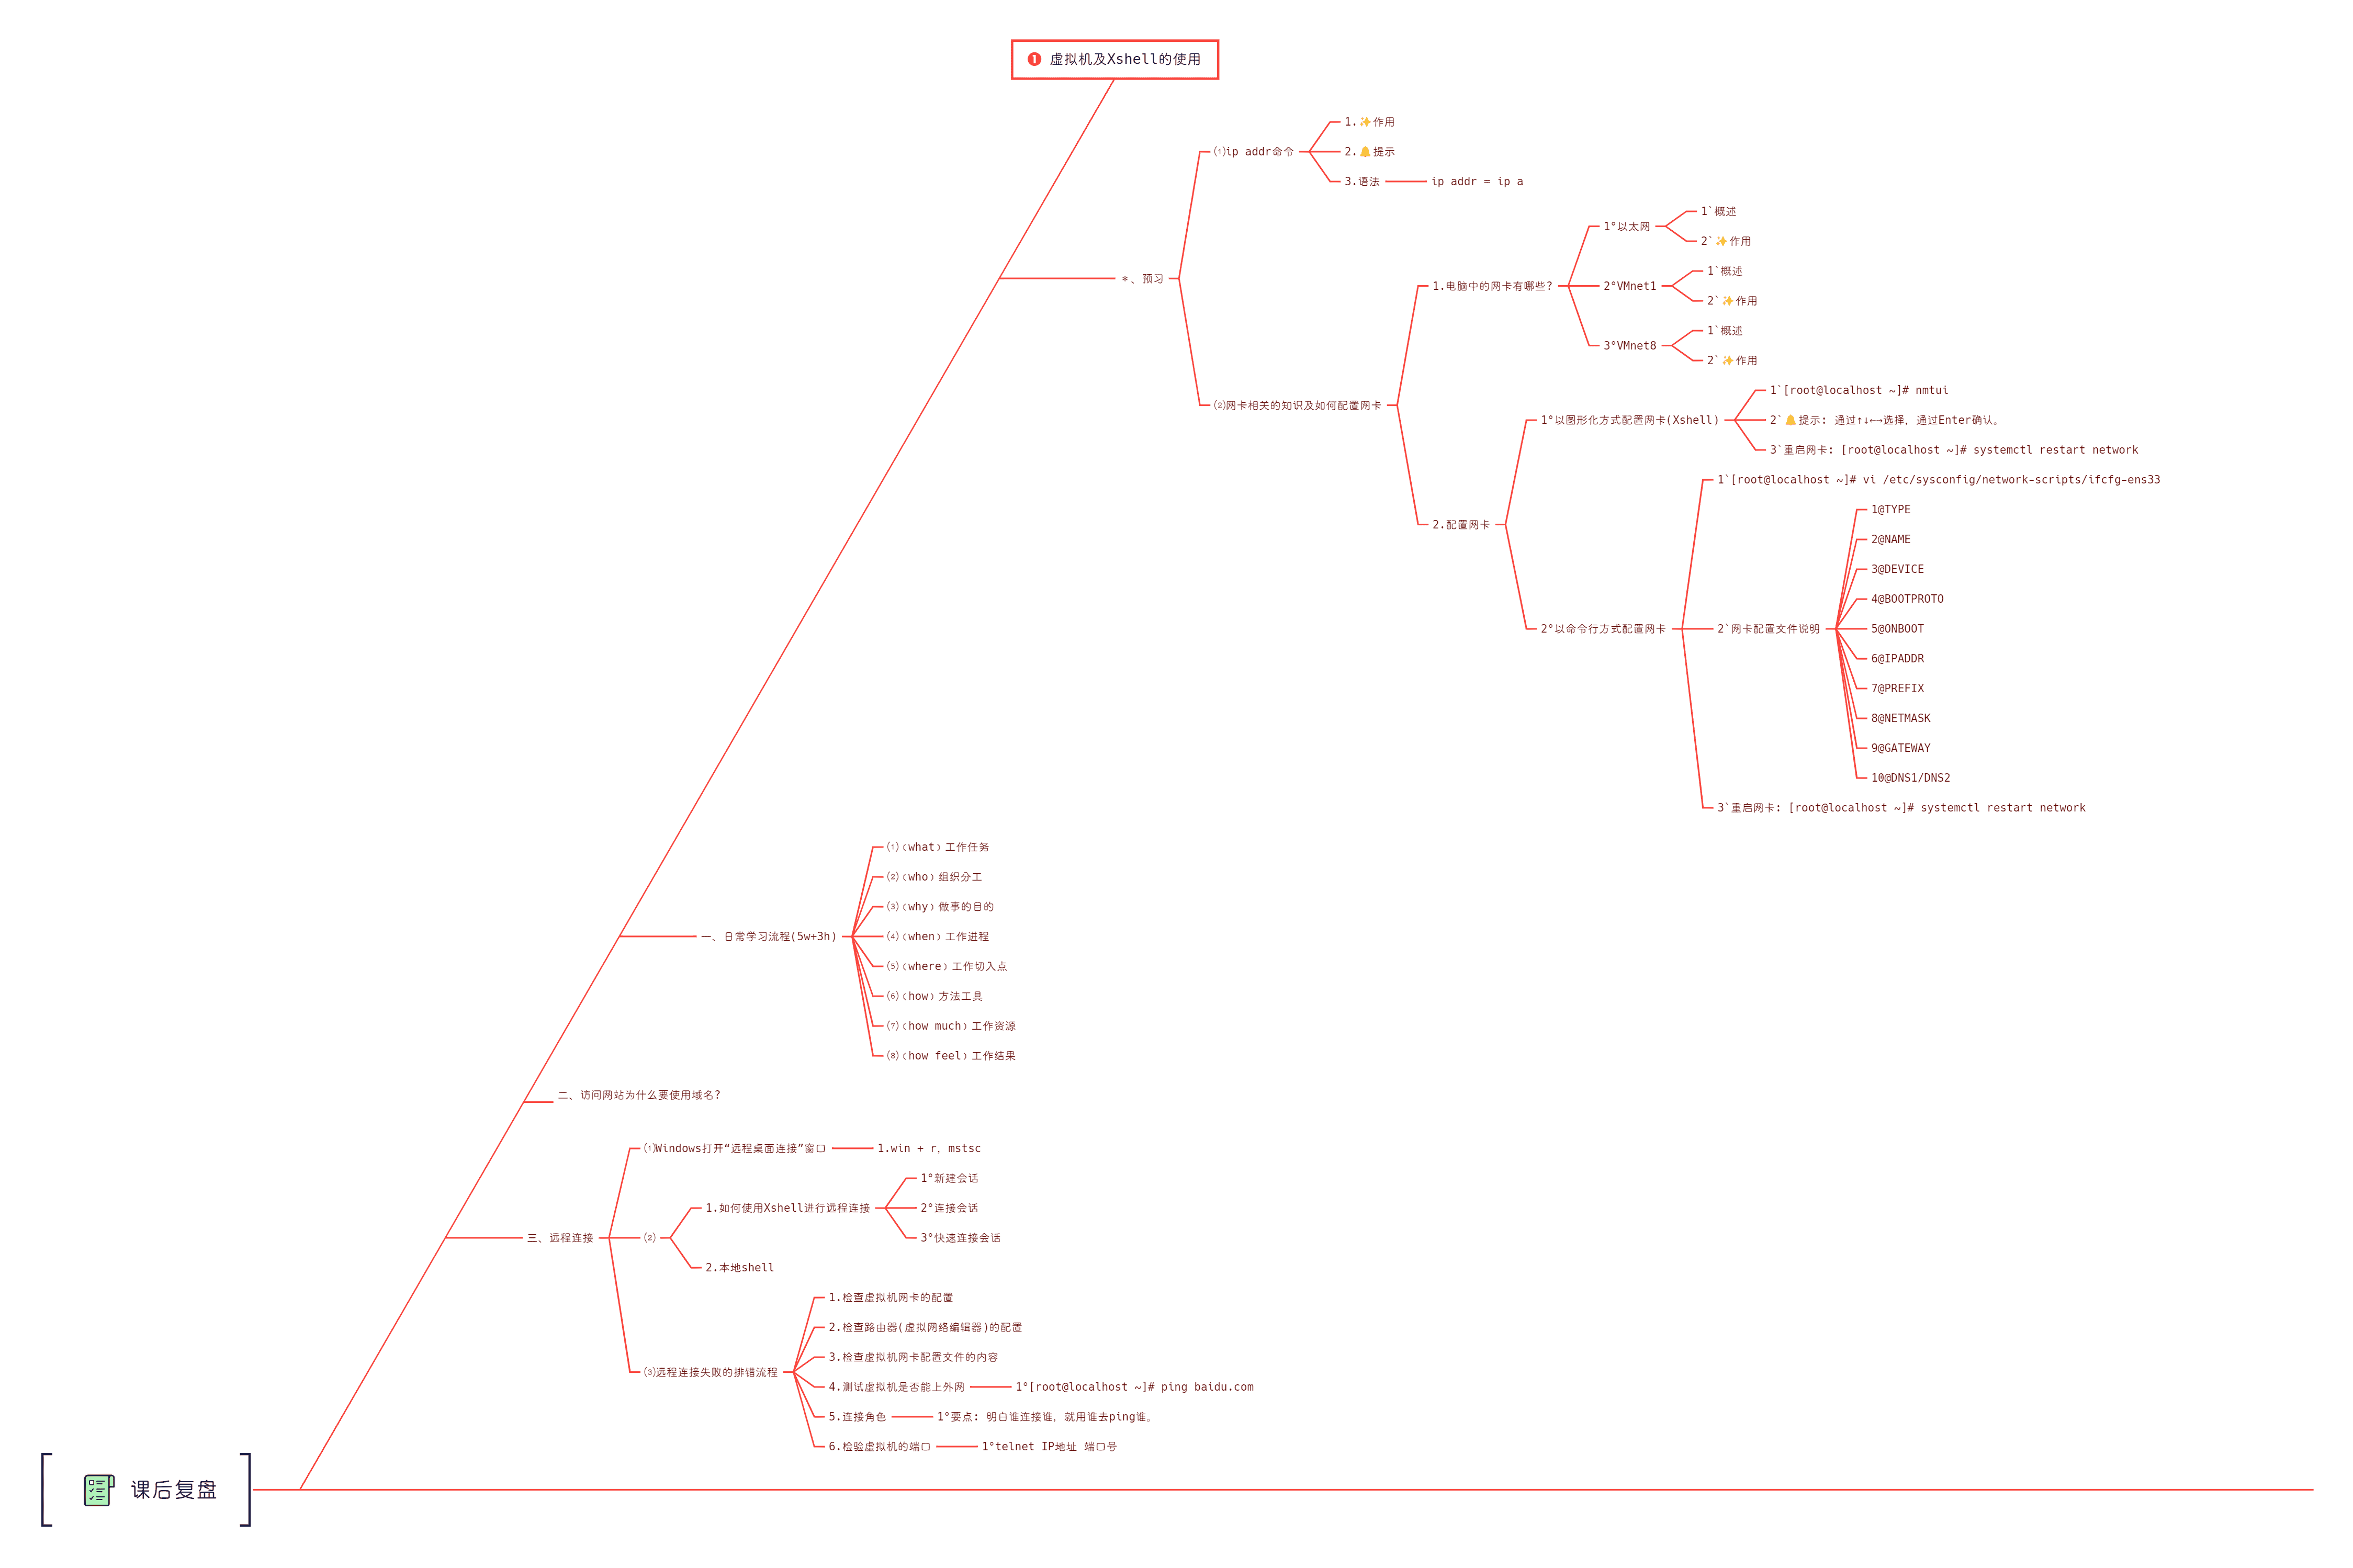 ❶ 虚拟机及Xshell的使用
*、预习
⑴ip addr命令
1.✨作用
2.🔔提示
3.语法
ip addr = ip a
⑵网卡相关的知识及如何配置网卡
1.电脑中的网卡有哪些?
1°以太网
1`概述
2`✨作用
2°VMnet1
1`概述
2`✨作用
3°VMnet8
1`概述
2`✨作用
2.配置网卡
1°以图形化方式配置网卡(Xshell)
1`[root@localhost ~]# nmtui
2`🔔提示: 通过↑↓←→选择, 通过Enter确认。
3`重启网卡: [root@localhost ~]# systemctl restart network
2°以命令行方式配置网卡
1`[root@localhost ~]# vi /etc/sysconfig/network-scripts/ifcfg-ens33
2`网卡配置文件说明
1@TYPE
2@NAME
3@DEVICE
4@BOOTPROTO
5@ONBOOT
6@IPADDR
7@PREFIX
8@NETMASK
9@GATEWAY
10@DNS1/DNS2
3`重启网卡: [root@localhost ~]# systemctl restart network
一、日常学习流程(5w+3h)
⑴﹙what﹚工作任务
⑵﹙who﹚组织分工
⑶﹙why﹚做事的目的
⑷﹙when﹚工作进程
⑸﹙where﹚工作切入点
⑹﹙how﹚方法工具
⑺﹙how much﹚工作资源
⑻﹙how feel﹚工作结果
二、访问网站为什么要使用域名?
三、远程连接
⑴Windows打开“远程桌面连接”窗口
1.win + r, mstsc
⑵
1.如何使用Xshell进行远程连接
1°新建会话
2°连接会话
3°快速连接会话
2.本地shell
⑶远程连接失败的排错流程
1.检查虚拟机网卡的配置
2.检查路由器(虚拟网络编辑器)的配置
3.检查虚拟机网卡配置文件的内容
4.测试虚拟机是否能上外网
1°[root@localhost ~]# ping baidu.com
5.连接角色
1°要点: 明白谁连接谁, 就用谁去ping谁。
6.检验虚拟机的端口
1°telnet IP地址 端口号
课后复盘